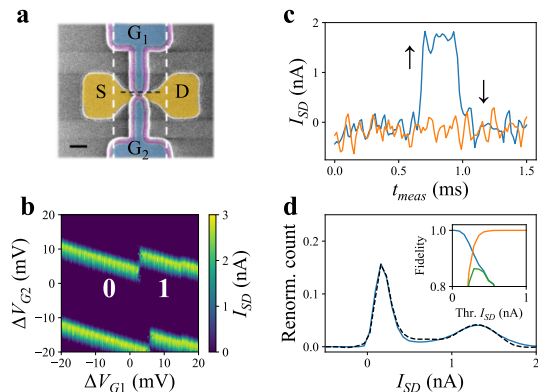 a
G1
S
D
G2
b
20
10
0
−10
−20
ΔVG2 (mV)
0 1
−20 −10 0 10 20
ΔVG1 (mV)
3
2
1
0
ISD (nA)
c
2
1
0
ISD (nA)
↑
↓
0.0 0.5 1.0 1.5
tmeas (ms)
d
0.2
0.1
0.0
Renorm. count
0 1 2
ISD (nA)
1.0
0.8
Fidelity
0 1
Thr. ISD (nA)